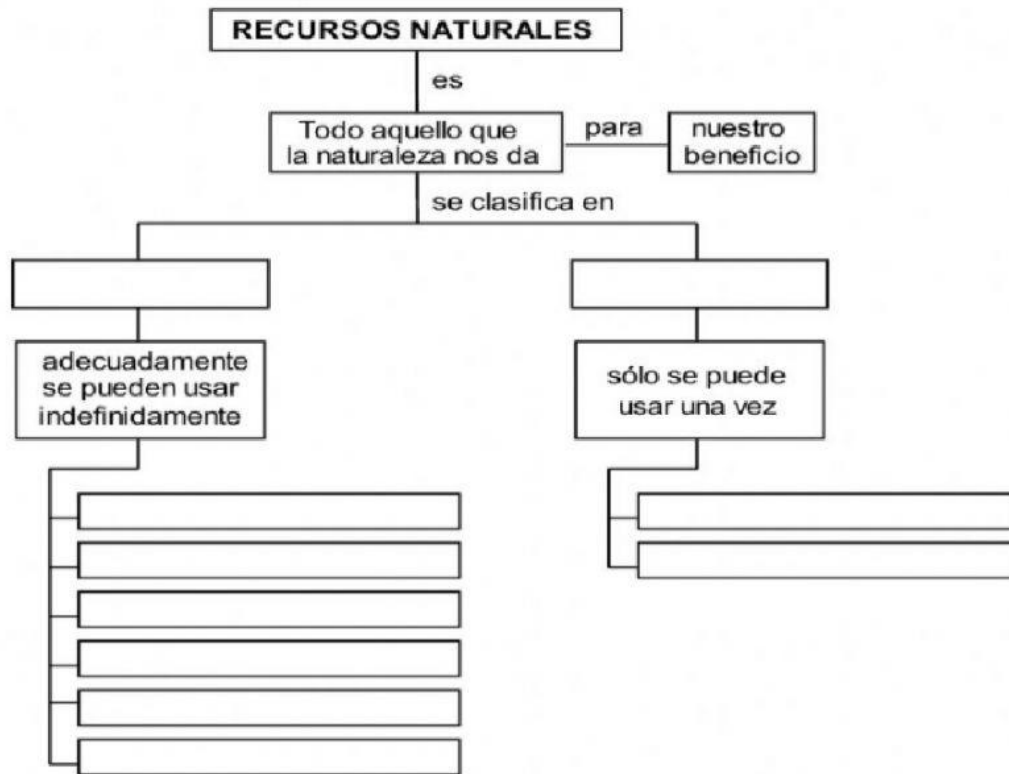 RECURSOS NATURALES
es
Todo aquello que
la naturaleza nos da
para
nuestro
beneficio
se clasifica en
adecuadamente
se pueden usar
indefinidamente
sólo se puede
usar una vez